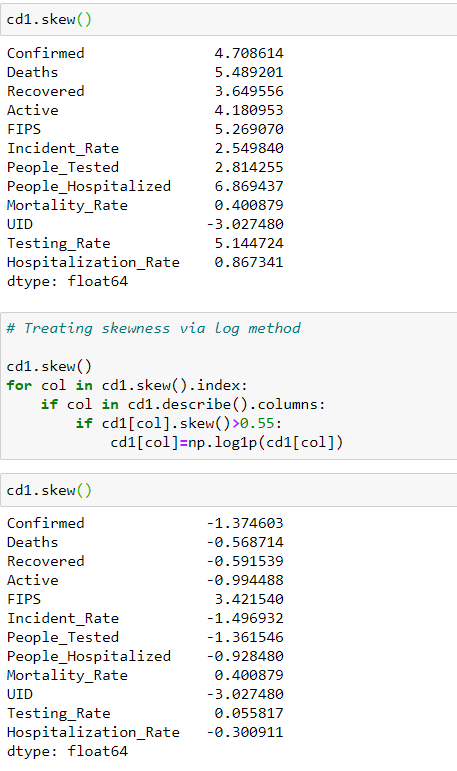 cd1.skew()
Confirmed 4.708614
Deaths 5.489201
Recovered 3.649556
Active 4.180953
FIPS 5.269070
Incident_Rate 2.549840
People_Tested 2.814255
People_Hospitalized 6.869437
Mortality_Rate 0.400879
UID -3.027480
Testing_Rate 5.144724
Hospitalization_Rate 0.867341
dtype: float64
# Treating skewness via log method
cd1.skew()
for col in cd1.skew().index:
    if col in cd1.describe().columns:
        if cd1[col].skew()>0.55:
            cd1[col]=np.log1p(cd1[col])
cd1.skew()
Confirmed -1.374603
Deaths -0.568714
Recovered -0.591539
Active -0.994488
FIPS 3.421540
Incident_Rate -1.496932
People_Tested -1.361546
People_Hospitalized -0.928480
Mortality_Rate 0.400879
UID -3.027480
Testing_Rate 0.055817
Hospitalization_Rate -0.300911
dtype: float64